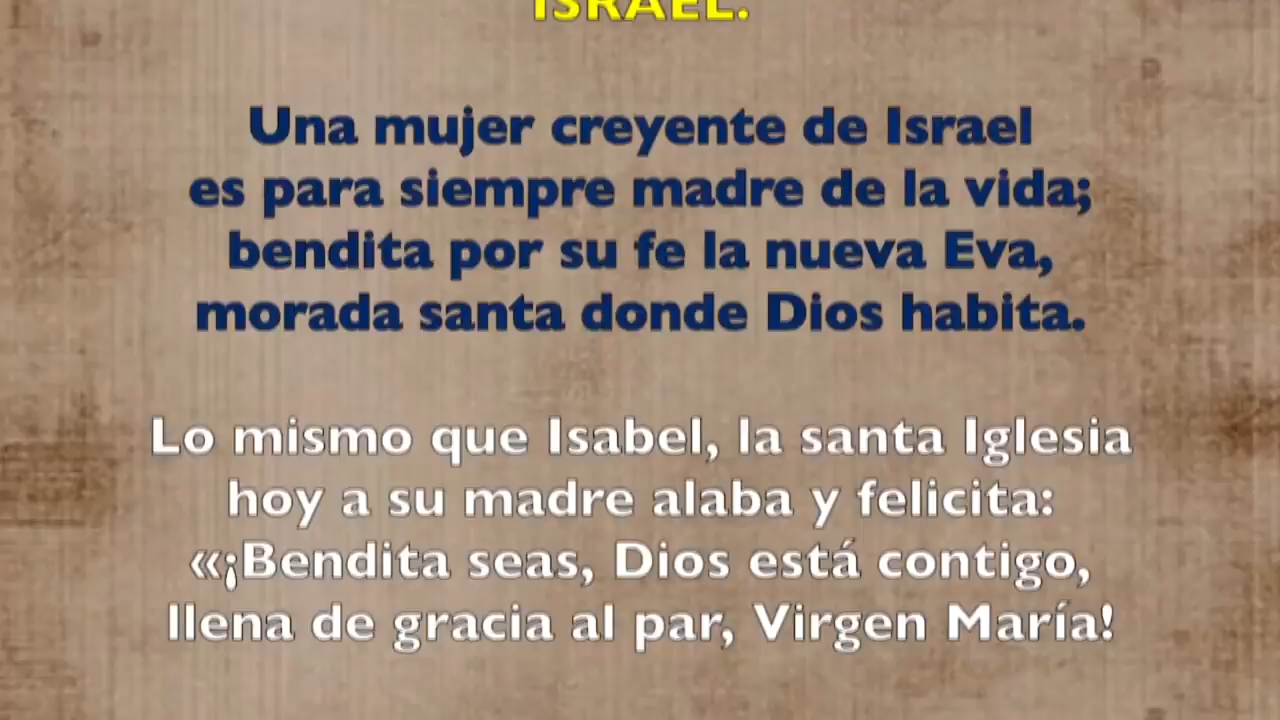 ISRAEL.
Una mujer creyente de Israel
es para siempre madre de la vida;
bendita por su fe la nueva Eva,
morada santa donde Dios habita.
Lo mismo que Isabel, la santa Iglesia
hoy a su madre alaba y felicita:
«¡Bendita seas, Dios está contigo,
llena de gracia al par, Virgen María!